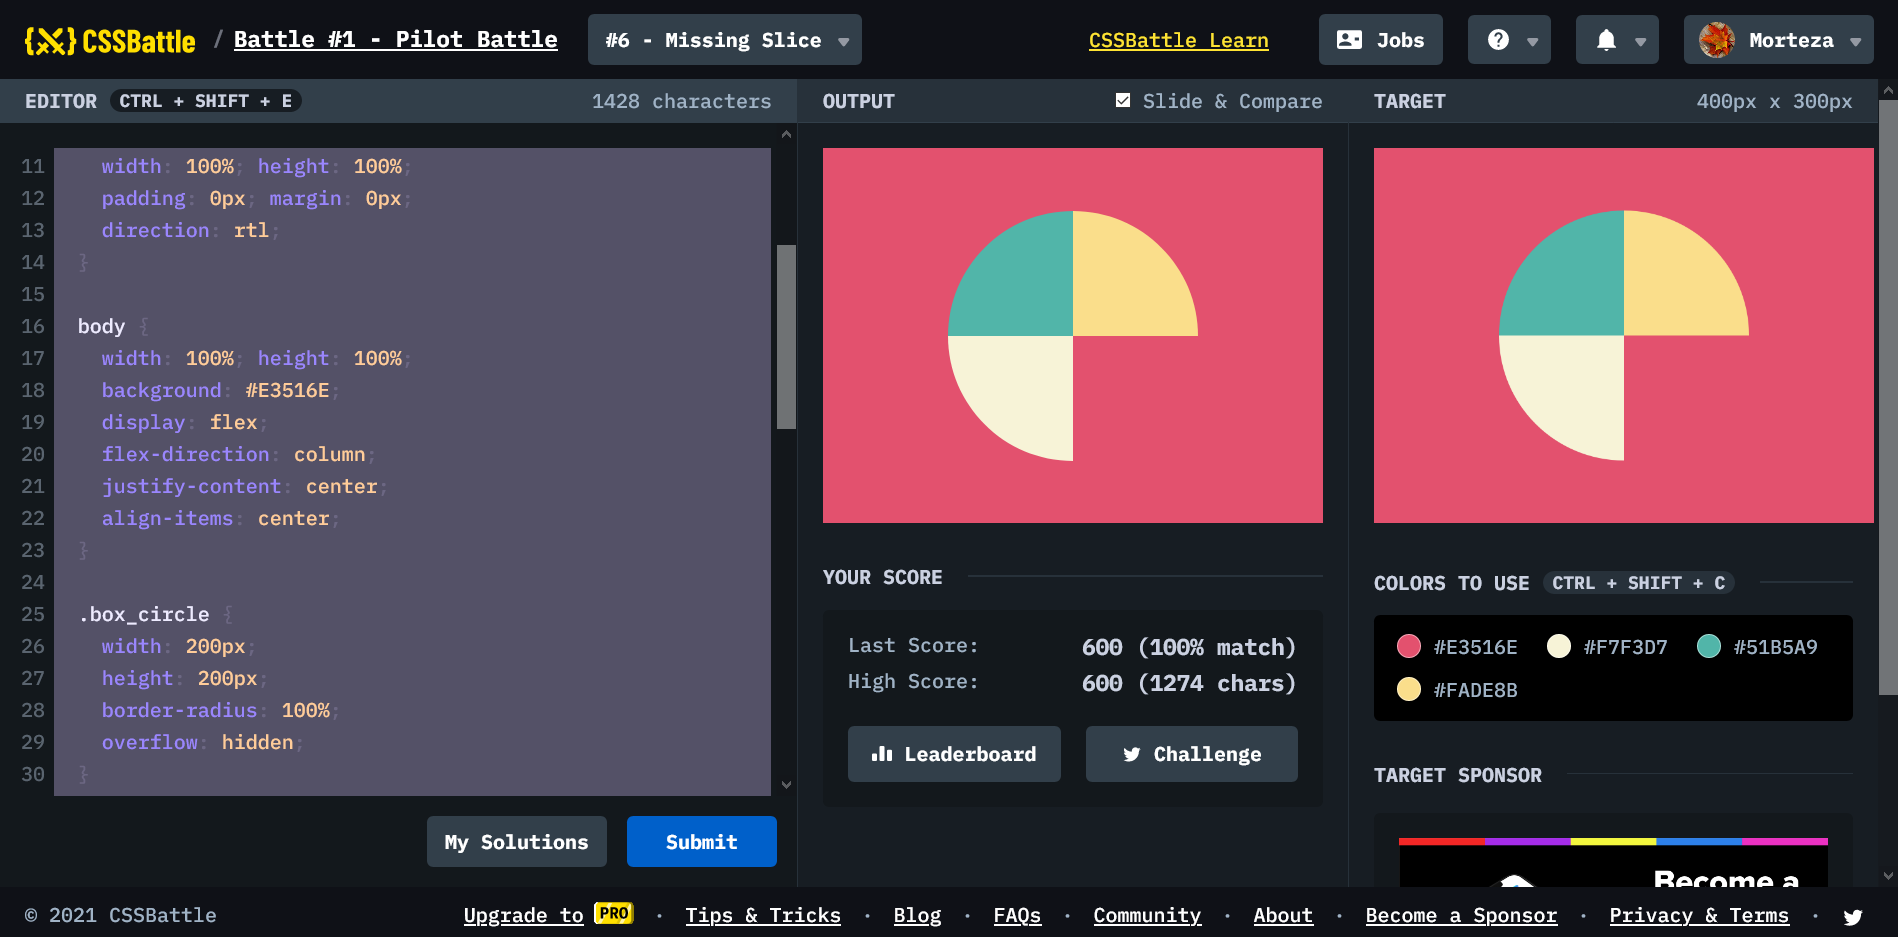 CSSBattle / Battle #1 - Pilot Battle #6 - Missing Slice CSSBattle Learn Jobs Morteza
EDITOR CTRL + SHIFT + E 1428 characters
11 width: 100%; height: 100%;
12 padding: 0px; margin: 0px;
13 direction: rtl;
14 }
15
16 body {
17 width: 100%; height: 100%;
18 background: #E3516E;
19 display: flex;
20 flex-direction: column;
21 justify-content: center;
22 align-items: center;
23 }
24
25 .box_circle {
26 width: 200px;
27 height: 200px;
28 border-radius: 100%;
29 overflow: hidden;
30 }
My Solutions Submit
OUTPUT Slide & Compare
YOUR SCORE
Last Score: 600 (100% match)
High Score: 600 (1274 chars)
Leaderboard Challenge
TARGET 400px x 300px
COLORS TO USE CTRL + SHIFT + C
#E3516E #F7F3D7 #51B5A9
#FADE8B
TARGET SPONSOR
Become a
© 2021 CSSBattle Upgrade to PRO · Tips & Tricks · Blog · FAQs · Community · About · Become a Sponsor · Privacy & Terms ·